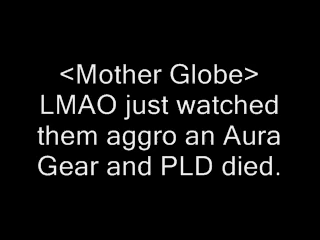 <Mother Globe>
LMAO just watched
them aggro an Aura
Gear and PLD died.